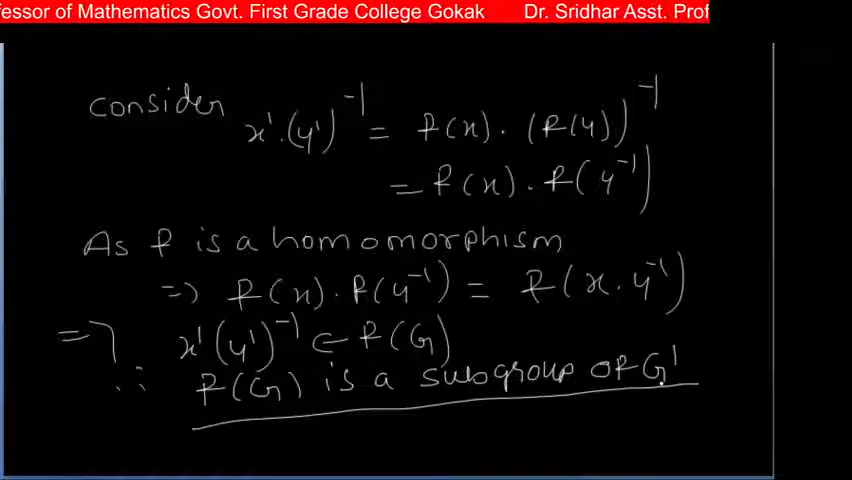 fessor of Mathematics Govt. First Grade College Gokak Dr. Sridhar Asst. Prof
consider x'.(y')⁻¹ = f(x).(f(y))⁻¹
= f(x).f(y⁻¹)
As f is a homomorphism
⇒ f(x).f(y⁻¹) = f(x.y⁻¹)
⇒ x'(y')⁻¹ ∈ f(G)
∴ f(G) is a subgroup of G'